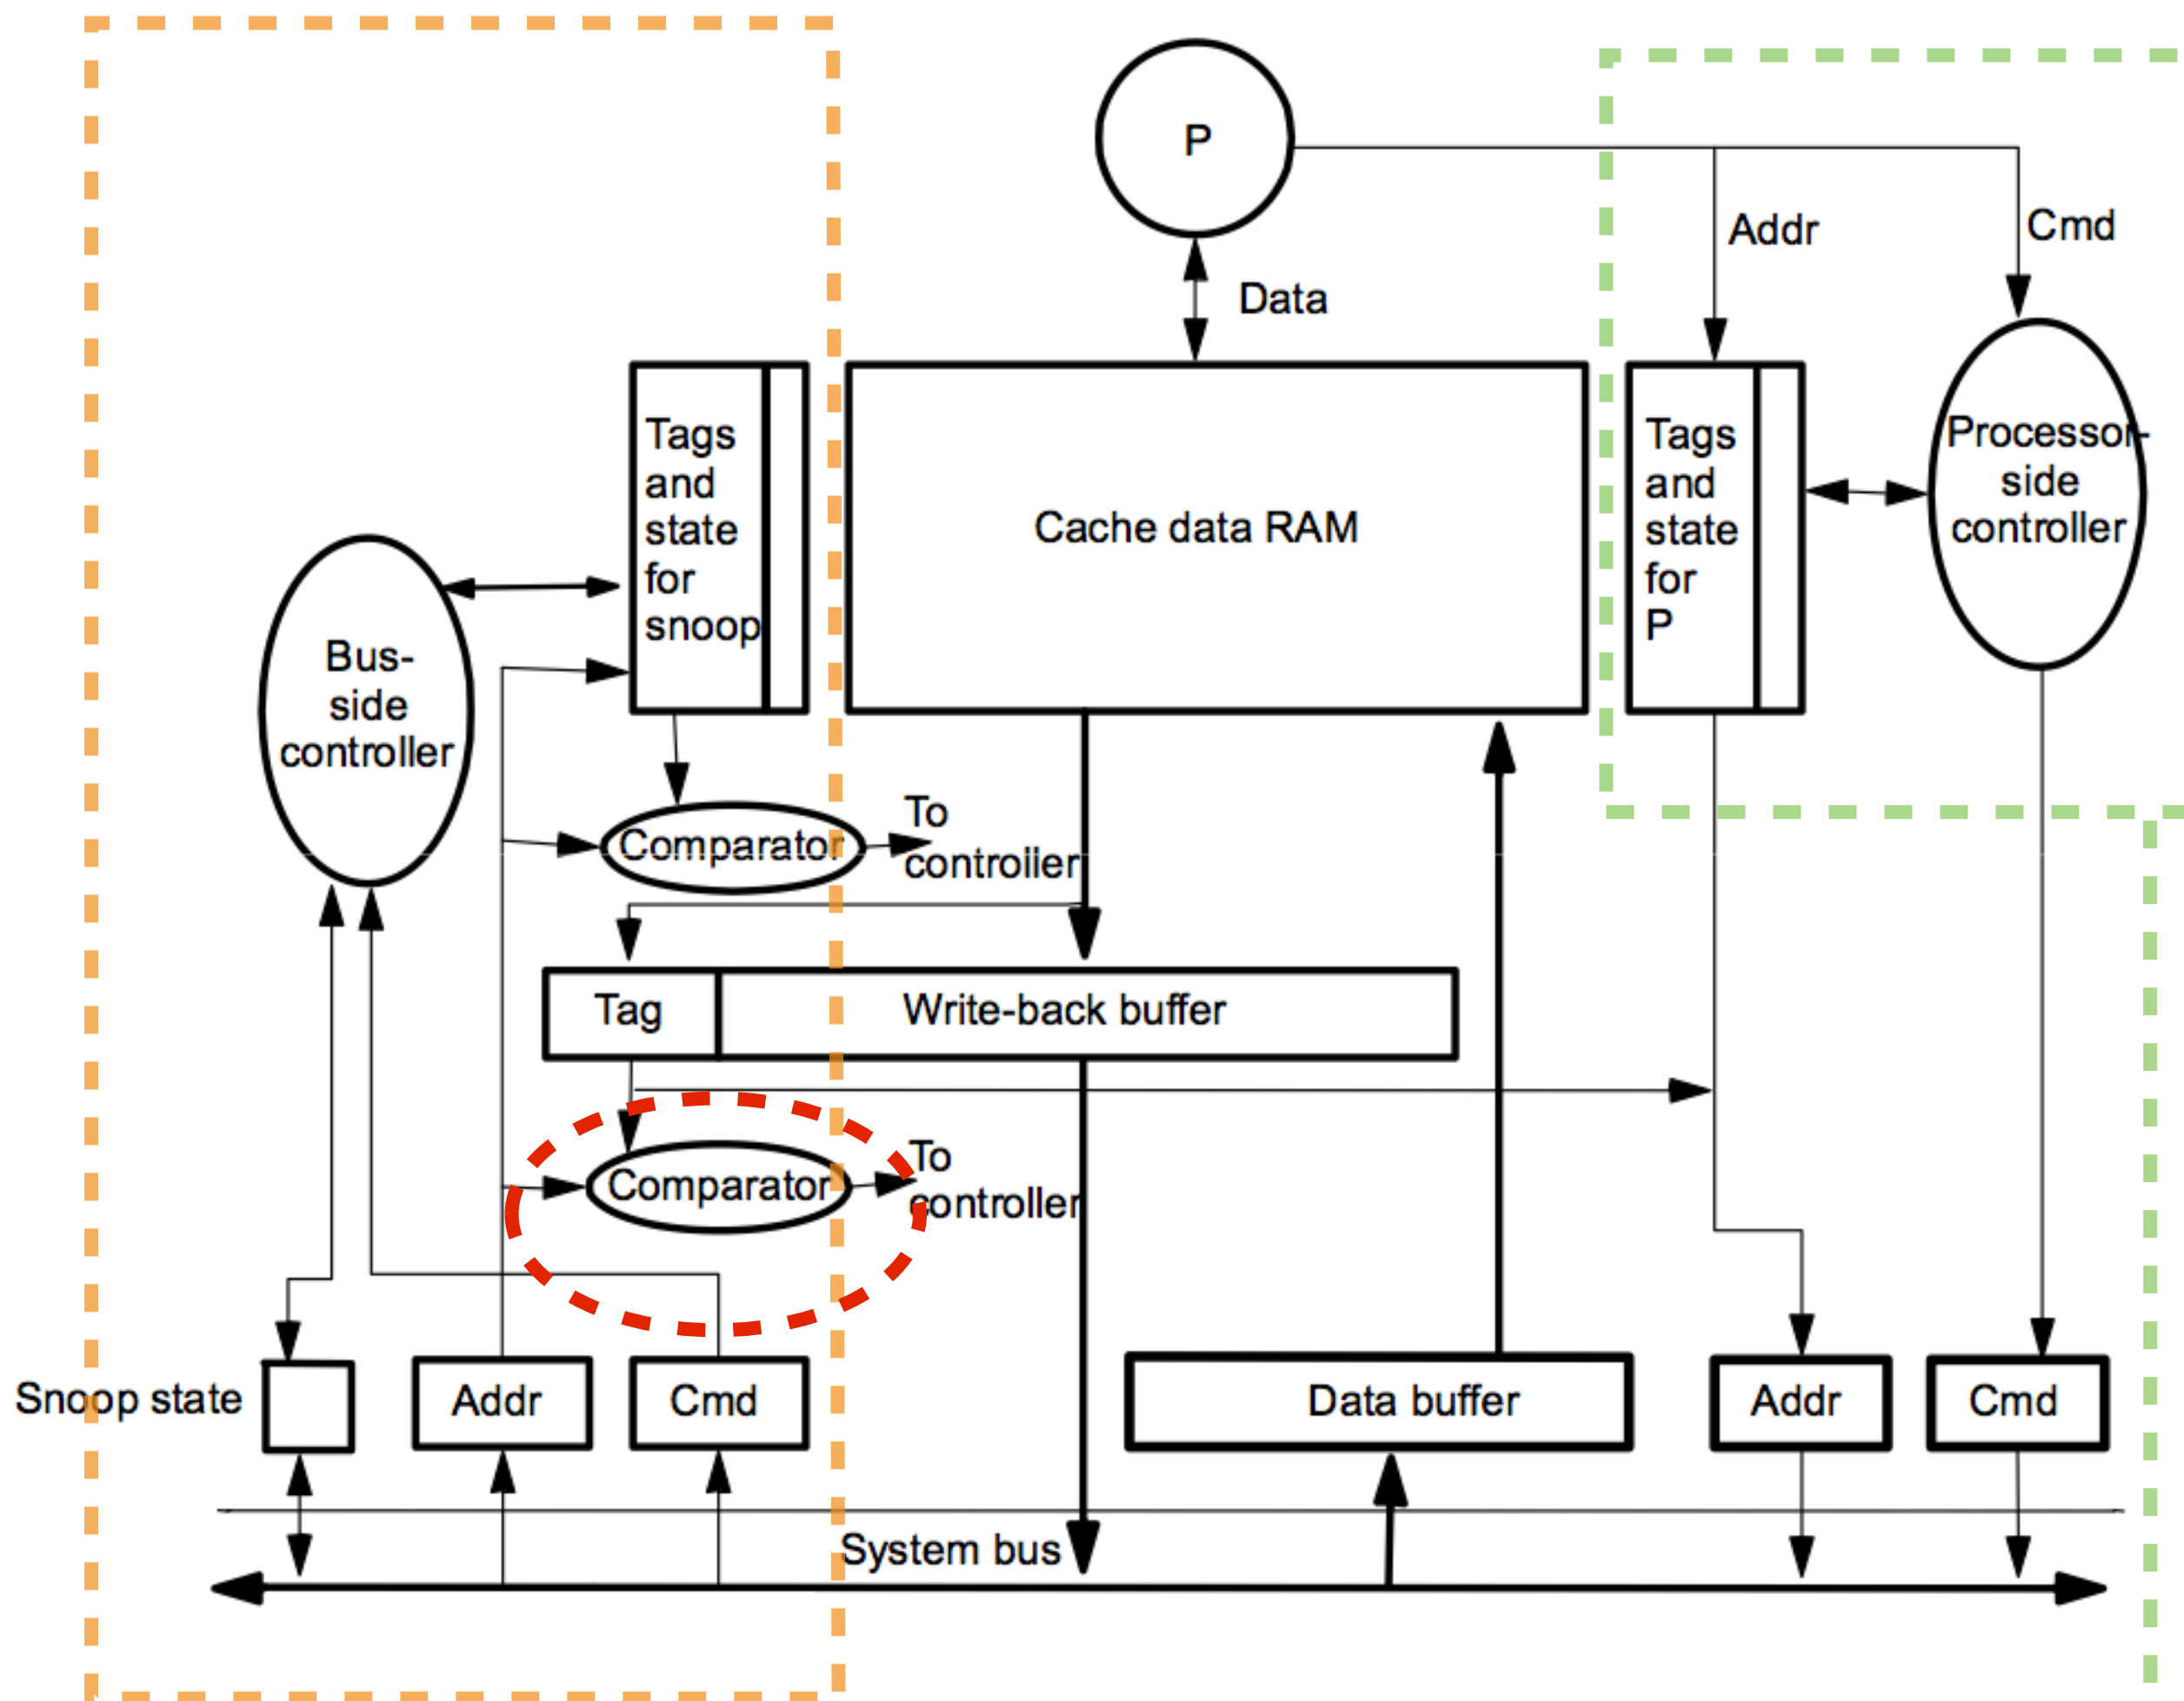 P
Addr
Cmd
Data
Tags
and
state
for
snoop
Cache data RAM
Tags
and
state
for
P
Processor-
side
controller
Bus-
side
controller
Comparator
To
controller
Tag
Write-back buffer
Comparator
To
controller
Snoop state
Addr
Cmd
Data buffer
Addr
Cmd
System bus